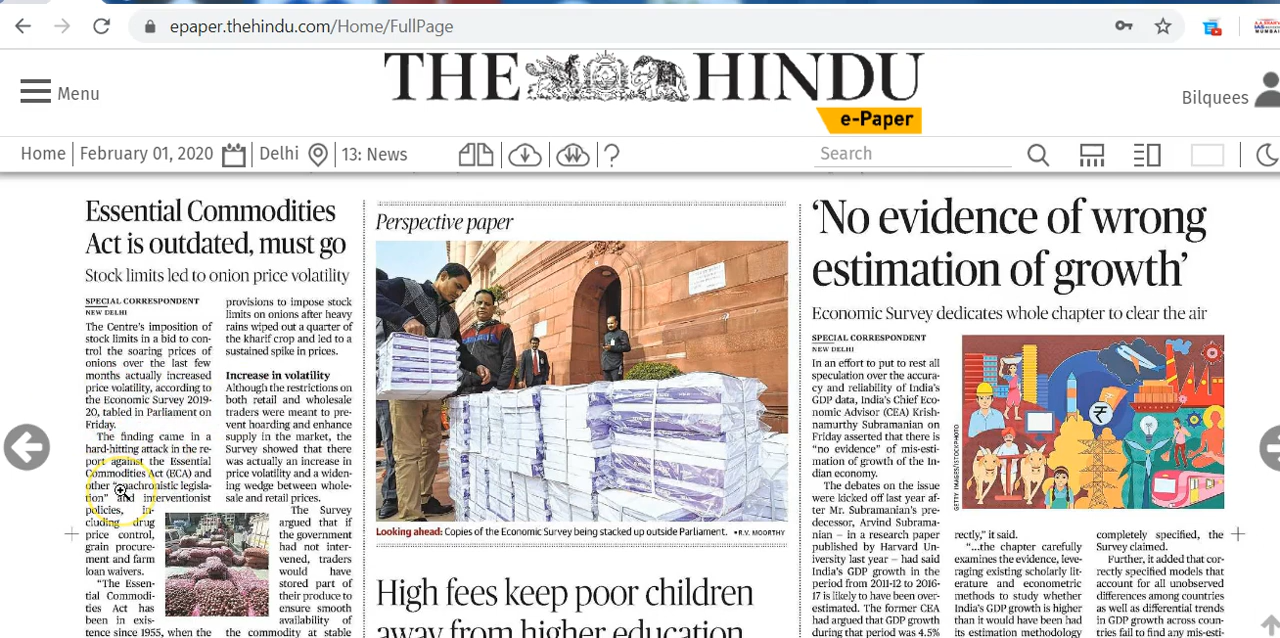 epaper.thehindu.com/Home/FullPage
Menu
THE HINDU
e-Paper
Bilquees
Home
February 01, 2020
Delhi
13: News
?
Search
Essential Commodities
Act is outdated, must go
Stock limits led to onion price volatility
SPECIAL CORRESPONDENT
NEW DELHI
The Centre's imposition of
stock limits in a bid to con-
trol the soaring prices of
onions over the last few
months actually increased
price volatility, according to
the Economic Survey 2019-
20, tabled in Parliament on
Friday.
The finding came in a
hard-hitting attack in the re-
port against the Essential
Commodities Act (ECA) and
other "anachronistic legisla-
tion" and interventionist
policies, in-
cluding drug
price control,
grain procure-
ment and farm
loan waivers.
"The Essen-
tial Commodi-
ties Act has
been in exis-
tence since 1955, when the
provisions to impose stock
limits on onions after heavy
rains wiped out a quarter of
the kharif crop and led to a
sustained spike in prices.
Increase in volatility
Although the restrictions on
both retail and wholesale
traders were meant to pre-
vent hoarding and enhance
supply in the market, the
Survey showed that there
was actually an increase in
price volatility and a widen-
ing wedge between whole-
sale and retail prices.
The Survey
argued that if
the government
had not inter-
vened, traders
would have
stored part of
their produce to
ensure smooth
availability of
the commodity at stable
Perspective paper
Looking ahead: Copies of the Economic Survey being stacked up outside Parliament. •R.V. MOORTHY
High fees keep poor children
away from higher education
'No evidence of wrong
estimation of growth'
Economic Survey dedicates whole chapter to clear the air
SPECIAL CORRESPONDENT
NEW DELHI
In an effort to put to rest all
speculation over the accura-
cy and reliability of India's
GDP data, India's Chief Eco-
nomic Advisor (CEA) Krish-
namurthy Subramanian on
Friday asserted that there is
"no evidence" of mis-esti-
mation of growth of the In-
dian economy.
The debates on the issue
were kicked off last year af-
ter Mr. Subramanian's pre-
decessor, Arvind Subrama-
nian – in a research paper
published by Harvard Un-
iversity last year – had said
India's GDP growth in the
period from 2011-12 to 2016-
17 is likely to have been over-
estimated. The former CEA
had argued that GDP growth
during that period was 4.5%
GETTY IMAGES/ISTOCKPHOTO
rectly," it said.
"...the chapter carefully
examines the evidence, leve-
raging existing scholarly lit-
erature and econometric
methods to study whether
India's GDP growth is higher
than it would have been had
its estimation methodology
completely specified, the
Survey claimed.
Further, it added that cor-
rectly specified models that
account for all unobserved
differences among countries
as well as differential trends
in GDP growth across coun-
tries fail to find any mis-esti-